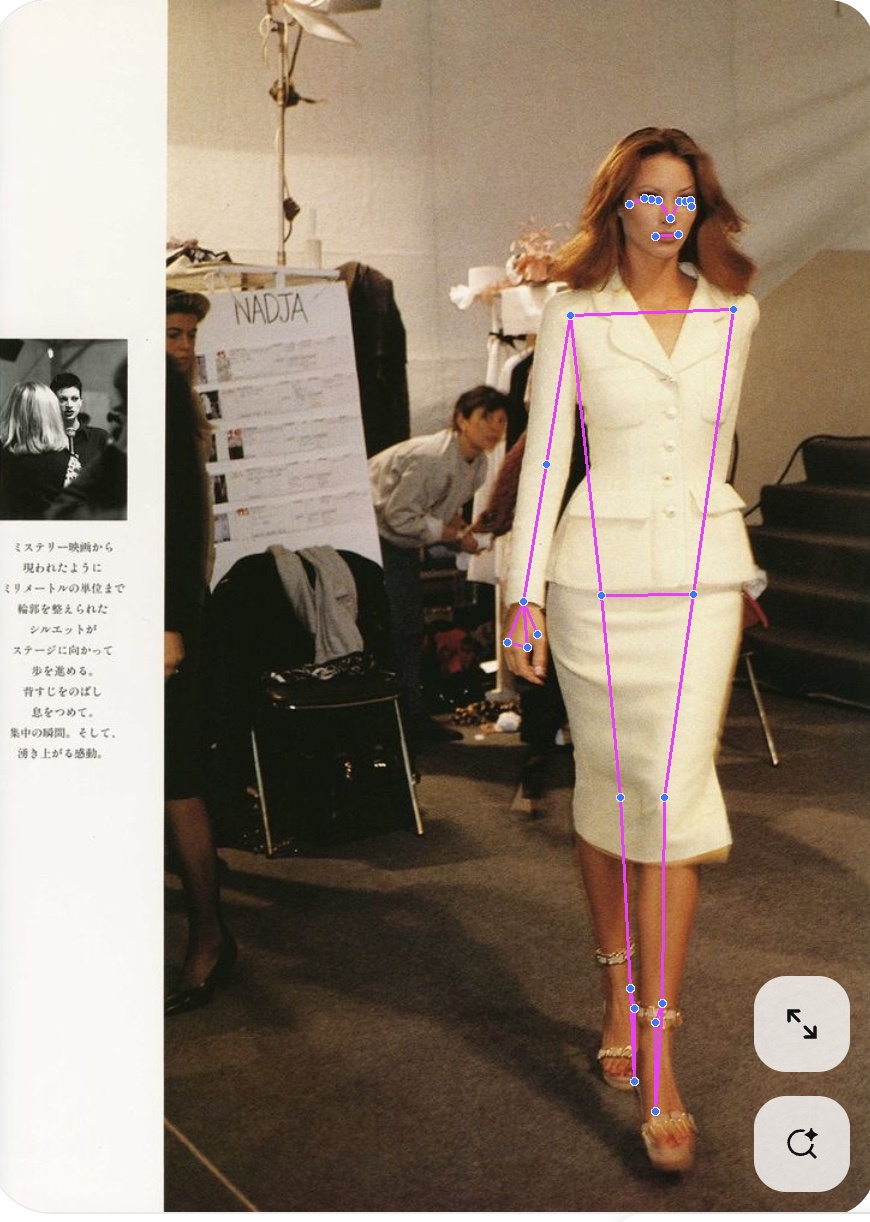 NADJA
ミステリー映画から
現われたように
ミリメートルの単位まで
輪郭を整えられた
シルエットが
ステージに向かって
歩を進める。
背すじをのばし
息をつめて。
集中の瞬間。そして、
湧き上がる感動。